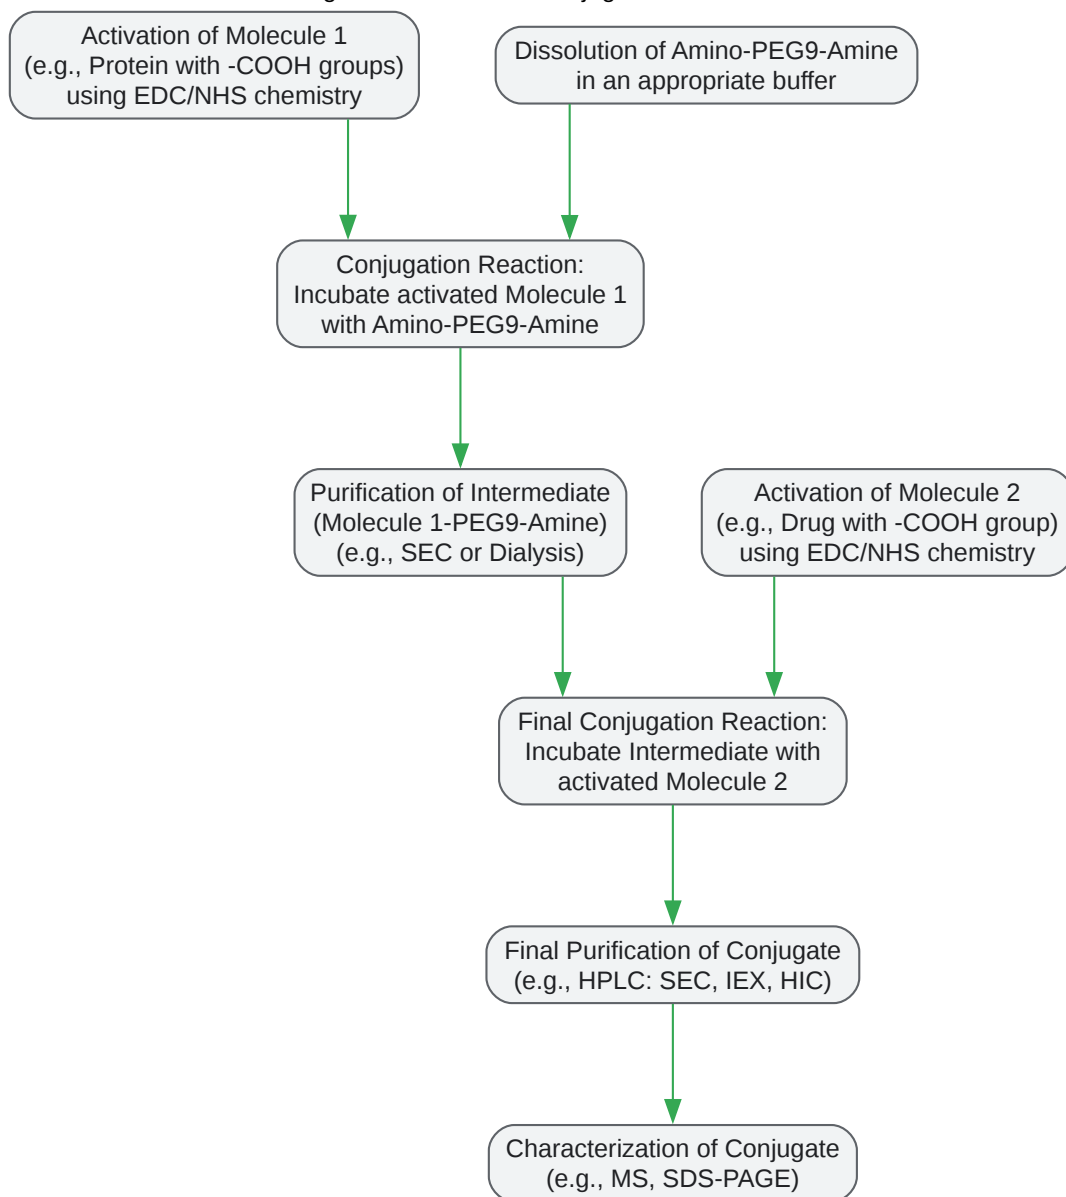 Activation of Molecule 1
(e.g., Protein with -COOH groups)
using EDC/NHS chemistry
Dissolution of Amino-PEG9-Amine
in an appropriate buffer
Conjugation Reaction:
Incubate activated Molecule 1
with Amino-PEG9-Amine
Purification of Intermediate
(Molecule 1-PEG9-Amine)
(e.g., SEC or Dialysis)
Activation of Molecule 2
(e.g., Drug with -COOH group)
using EDC/NHS chemistry
Final Conjugation Reaction:
Incubate Intermediate with
activated Molecule 2
Final Purification of Conjugate
(e.g., HPLC: SEC, IEX, HIC)
Characterization of Conjugate
(e.g., MS, SDS-PAGE)